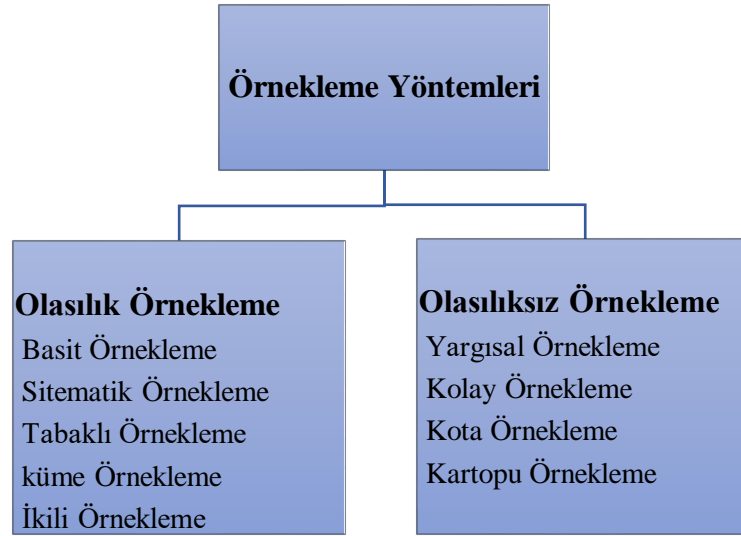 Örnekleme Yöntemleri
Olasılık Örnekleme
Basit Örnekleme
Sitematik Örnekleme
Tabaklı Örnekleme
küme Örnekleme
İkili Örnekleme
Olasılıksız Örnekleme
Yargısal Örnekleme
Kolay Örnekleme
Kota Örnekleme
Kartopu Örnekleme